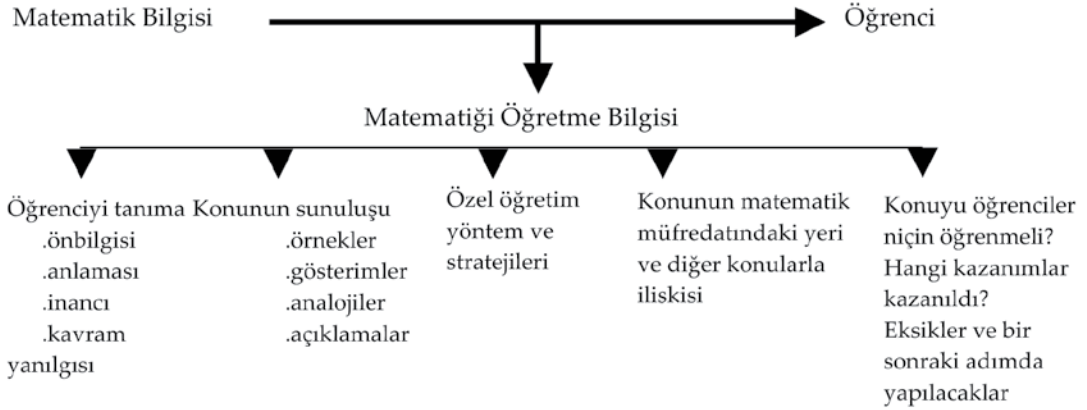 Matematik Bilgisi
Öğrenci
Matematiği Öğretme Bilgisi
Öğrenciyi tanıma
.önbilgisi
.anlaması
.inancı
.kavram
yanılgısı
Konunun sunuluşu
.örnekler
.gösterimler
.analojiler
.açıklamalar
Özel öğretim
yöntem ve
stratejileri
Konunun matematik
müfredatındaki yeri
ve diğer konularla
iliskisi
Konuyu öğrenciler
niçin öğrenmeli?
Hangi kazanımlar
kazanıldı?
Eksikler ve bir
sonraki adımda
yapılacaklar